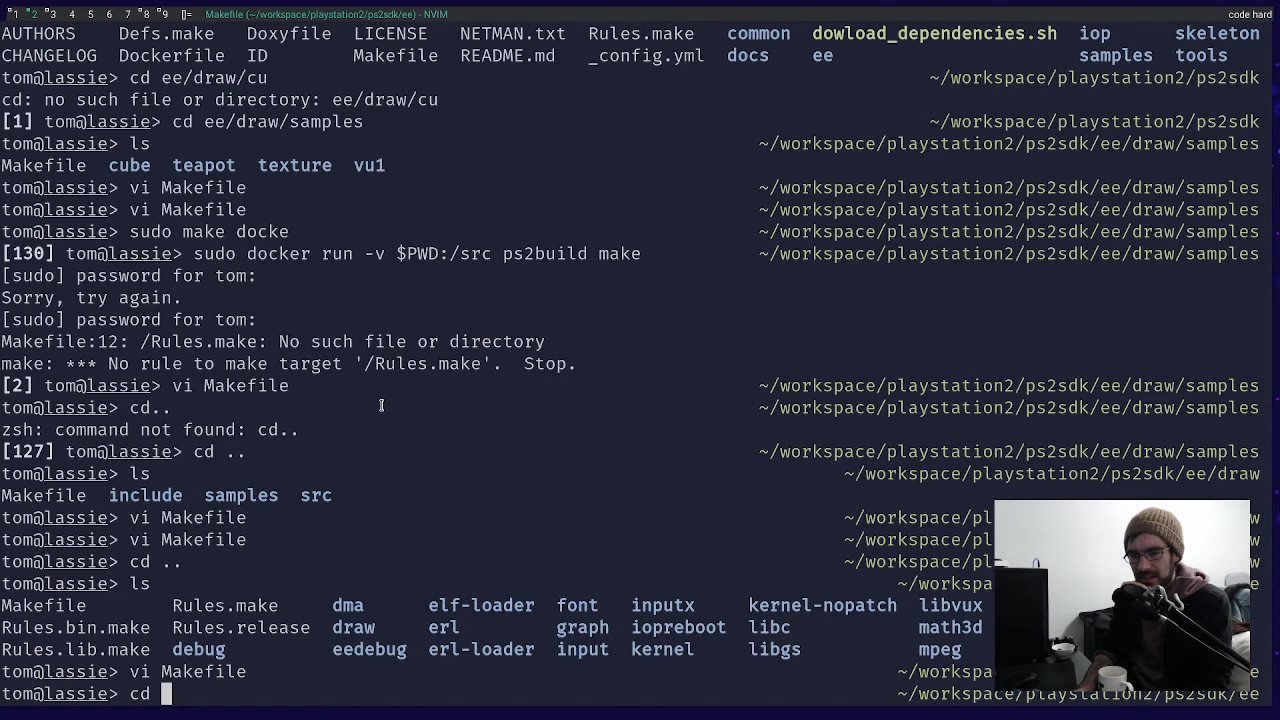 1 2 3 4 5 6 7 8 9 []= Makefile (~/workspace/playstation2/ps2sdk/ee) - NVIM code hard
AUTHORS Defs.make Doxyfile LICENSE NETMAN.txt Rules.make common dowload_dependencies.sh iop skeleton
CHANGELOG Dockerfile ID Makefile README.md _config.yml docs ee samples tools
tom@lassie> cd ee/draw/cu ~/workspace/playstation2/ps2sdk
cd: no such file or directory: ee/draw/cu
[1] tom@lassie> cd ee/draw/samples ~/workspace/playstation2/ps2sdk
tom@lassie> ls ~/workspace/playstation2/ps2sdk/ee/draw/samples
Makefile cube teapot texture vu1
tom@lassie> vi Makefile ~/workspace/playstation2/ps2sdk/ee/draw/samples
tom@lassie> vi Makefile ~/workspace/playstation2/ps2sdk/ee/draw/samples
tom@lassie> sudo make docke ~/workspace/playstation2/ps2sdk/ee/draw/samples
[130] tom@lassie> sudo docker run -v $PWD:/src ps2build make ~/workspace/playstation2/ps2sdk/ee/draw/samples
[sudo] password for tom:
Sorry, try again.
[sudo] password for tom:
Makefile:12: /Rules.make: No such file or directory
make: *** No rule to make target '/Rules.make'.  Stop.
[2] tom@lassie> vi Makefile ~/workspace/playstation2/ps2sdk/ee/draw/samples
tom@lassie> cd.. ~/workspace/playstation2/ps2sdk/ee/draw/samples
zsh: command not found: cd..
[127] tom@lassie> cd .. ~/workspace/playstation2/ps2sdk/ee/draw/samples
tom@lassie> ls ~/workspace/playstation2/ps2sdk/ee/draw
Makefile include samples src
tom@lassie> vi Makefile ~/workspace/pl w
tom@lassie> vi Makefile ~/workspace/pl w
tom@lassie> cd .. ~/workspace/pl w
tom@lassie> ls ~/workspa e
Makefile Rules.make dma elf-loader font inputx kernel-nopatch libvux
Rules.bin.make Rules.release draw erl graph iopreboot libc math3d
Rules.lib.make debug eedebug erl-loader input kernel libgs mpeg
tom@lassie> vi Makefile ~/workspa e
tom@lassie> cd ~/workspace/playstation2/ps2sdk/ee